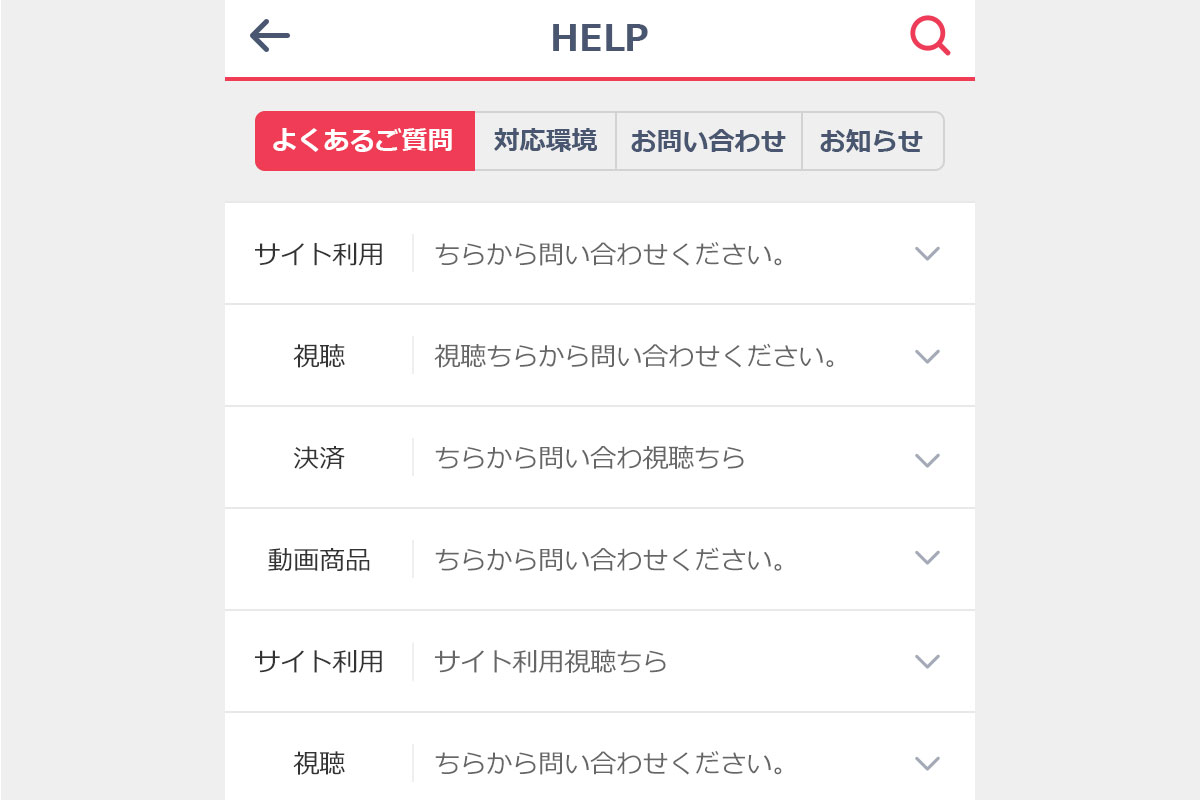 HELP
よくあるご質問 対応環境 お問い合わせ お知らせ
サイト利用 ちらから問い合わせください。
視聴 視聴ちらから問い合わせください。
決済 ちらから問い合わ視聴ちら
動画商品 ちらから問い合わせください。
サイト利用 サイト利用視聴ちら
視聴 ちらから問い合わせください。